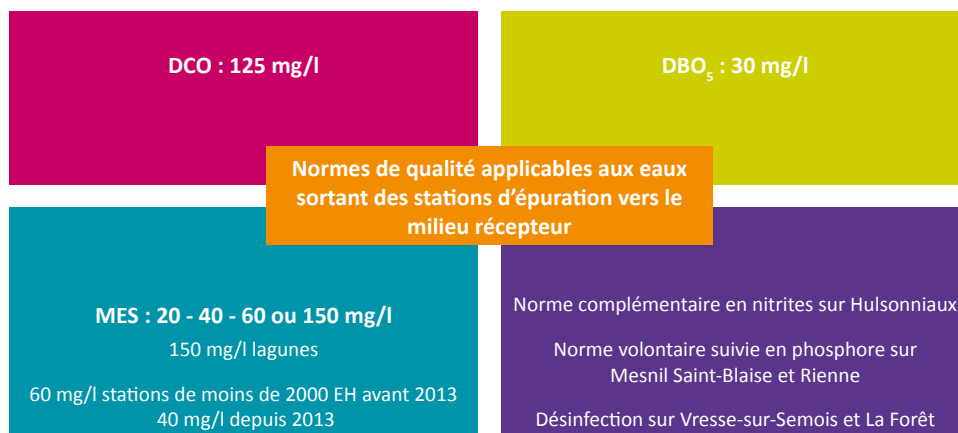 DCO : 125 mg/l
DBO₅ : 30 mg/l
Normes de qualité applicables aux eaux
sortant des stations d'épuration vers le
milieu récepteur
MES : 20 - 40 - 60 ou 150 mg/l
150 mg/l lagunes
60 mg/l stations de moins de 2000 EH avant 2013
40 mg/l depuis 2013
Norme complémentaire en nitrites sur Hulsonniaux
Norme volontaire suivie en phosphore sur
Mesnil Saint-Blaise et Rienne
Désinfection sur Vresse-sur-Semois et La Forêt